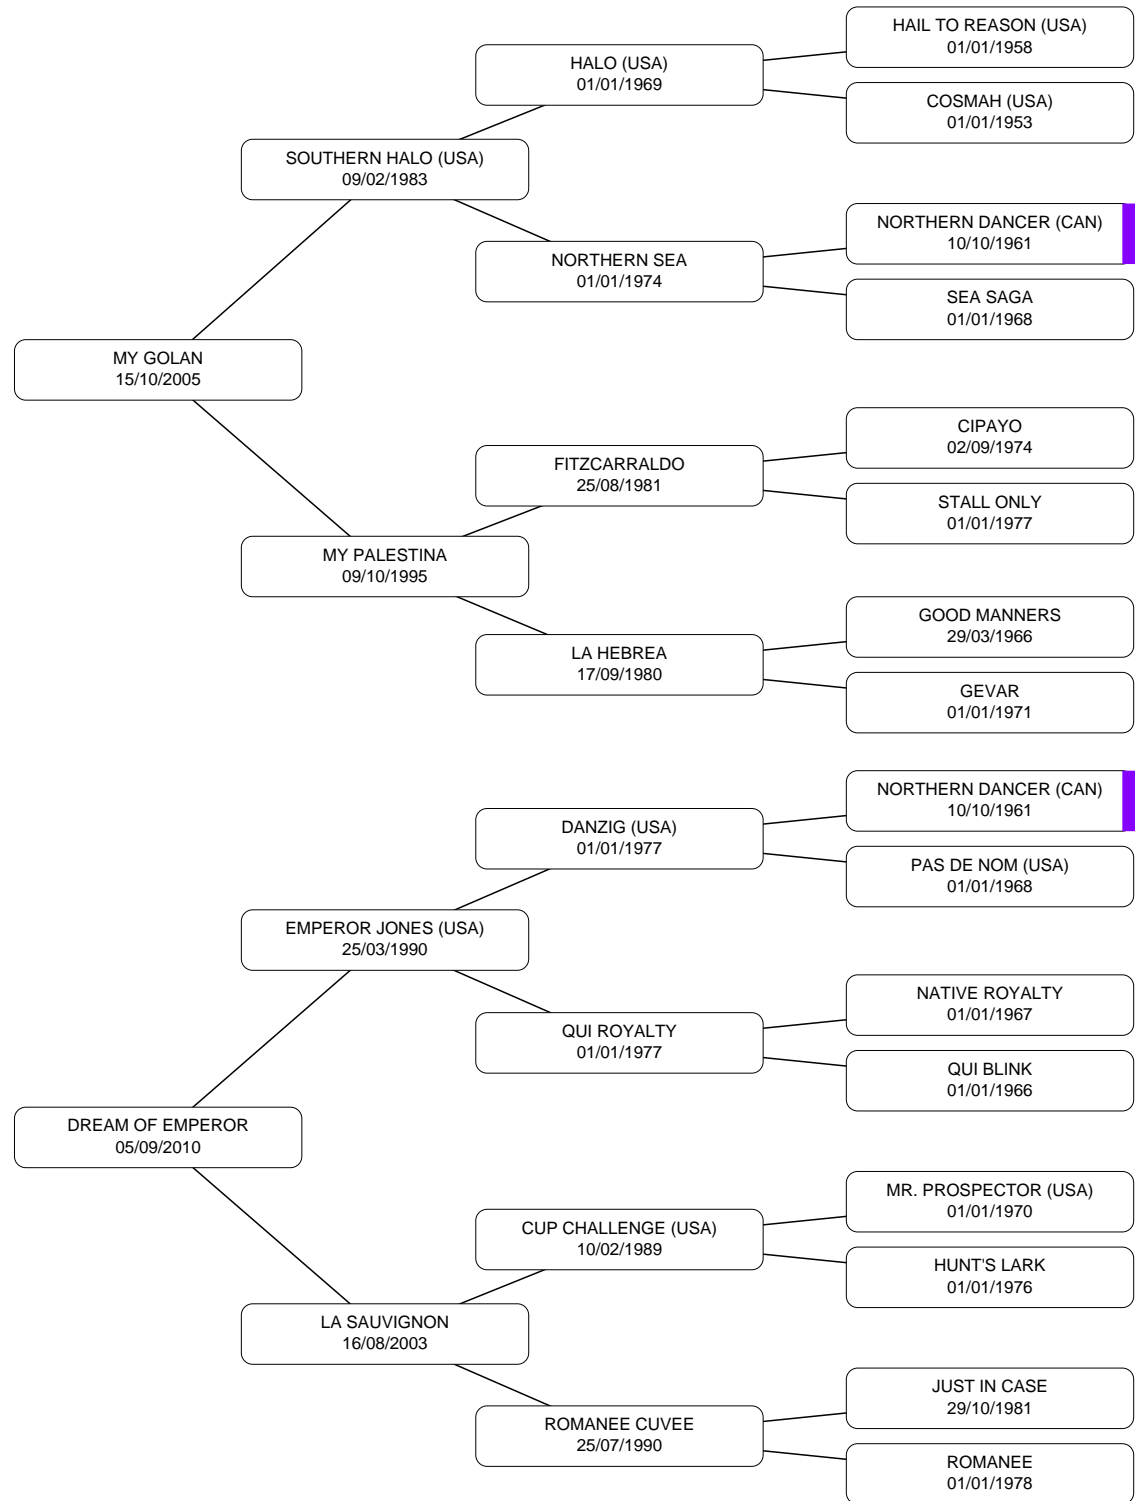 HAIL TO REASON (USA)
01/01/1958
HALO (USA)
01/01/1969
COSMAH (USA)
01/01/1953
SOUTHERN HALO (USA)
09/02/1983
NORTHERN DANCER (CAN)
10/10/1961
NORTHERN SEA
01/01/1974
SEA SAGA
01/01/1968
MY GOLAN
15/10/2005
CIPAYO
02/09/1974
FITZCARRALDO
25/08/1981
STALL ONLY
01/01/1977
MY PALESTINA
09/10/1995
GOOD MANNERS
29/03/1966
LA HEBREA
17/09/1980
GEVAR
01/01/1971
NORTHERN DANCER (CAN)
10/10/1961
DANZIG (USA)
01/01/1977
PAS DE NOM (USA)
01/01/1968
EMPEROR JONES (USA)
25/03/1990
NATIVE ROYALTY
01/01/1967
QUI ROYALTY
01/01/1977
QUI BLINK
01/01/1966
DREAM OF EMPEROR
05/09/2010
MR. PROSPECTOR (USA)
01/01/1970
CUP CHALLENGE (USA)
10/02/1989
HUNT'S LARK
01/01/1976
LA SAUVIGNON
16/08/2003
JUST IN CASE
29/10/1981
ROMANEE CUVEE
25/07/1990
ROMANEE
01/01/1978